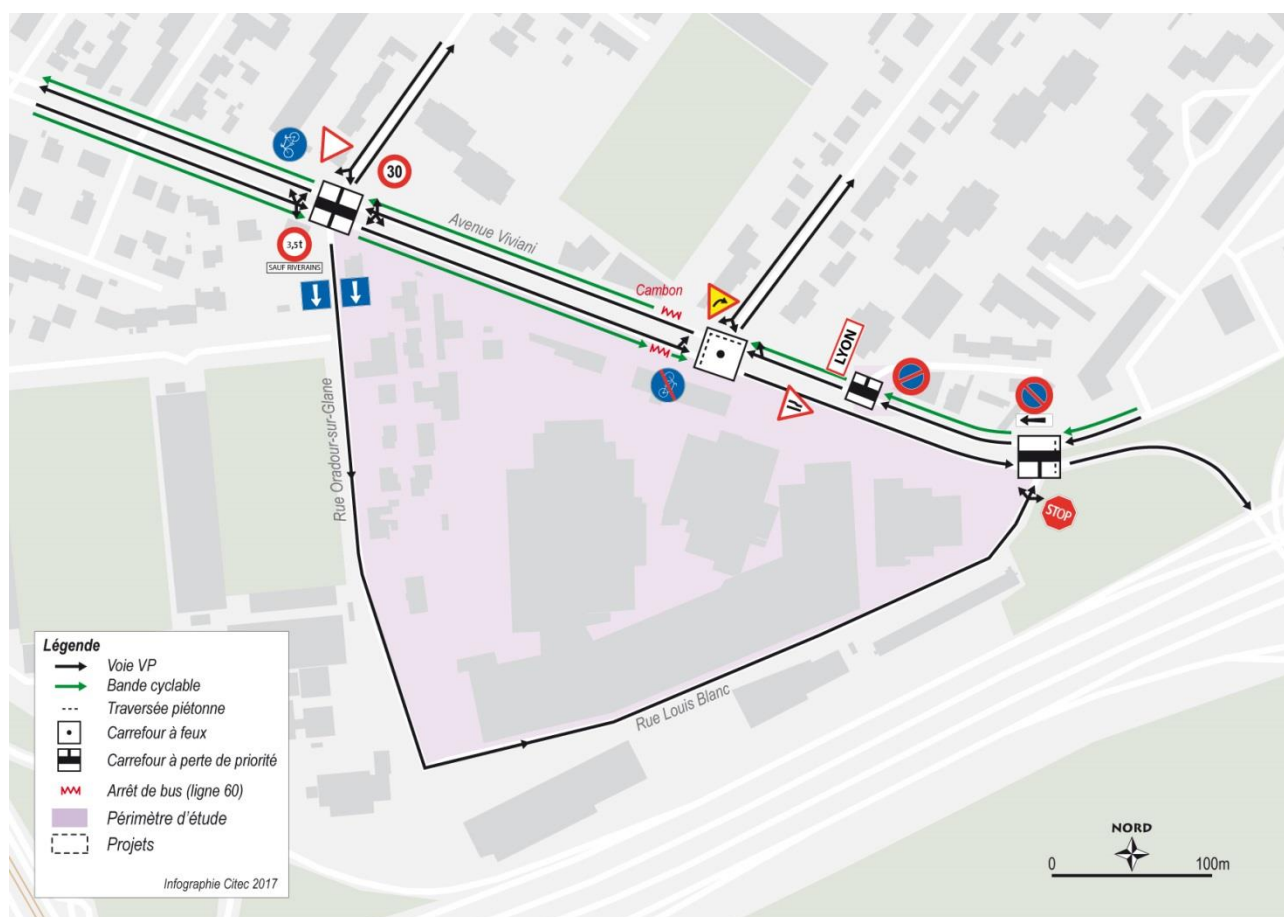 30
3,5t
SAUF RIVERAINS
Avenue Viviani
Cambon
LYON
STOP
Rue Oradour-sur-Glane
Rue Louis Blanc
Légende
Voie VP
Bande cyclable
Traversée piétonne
Carrefour à feux
Carrefour à perte de priorité
Arrêt de bus (ligne 60)
Périmètre d'étude
Projets
Infographie Citec 2017
NORD
0 100m